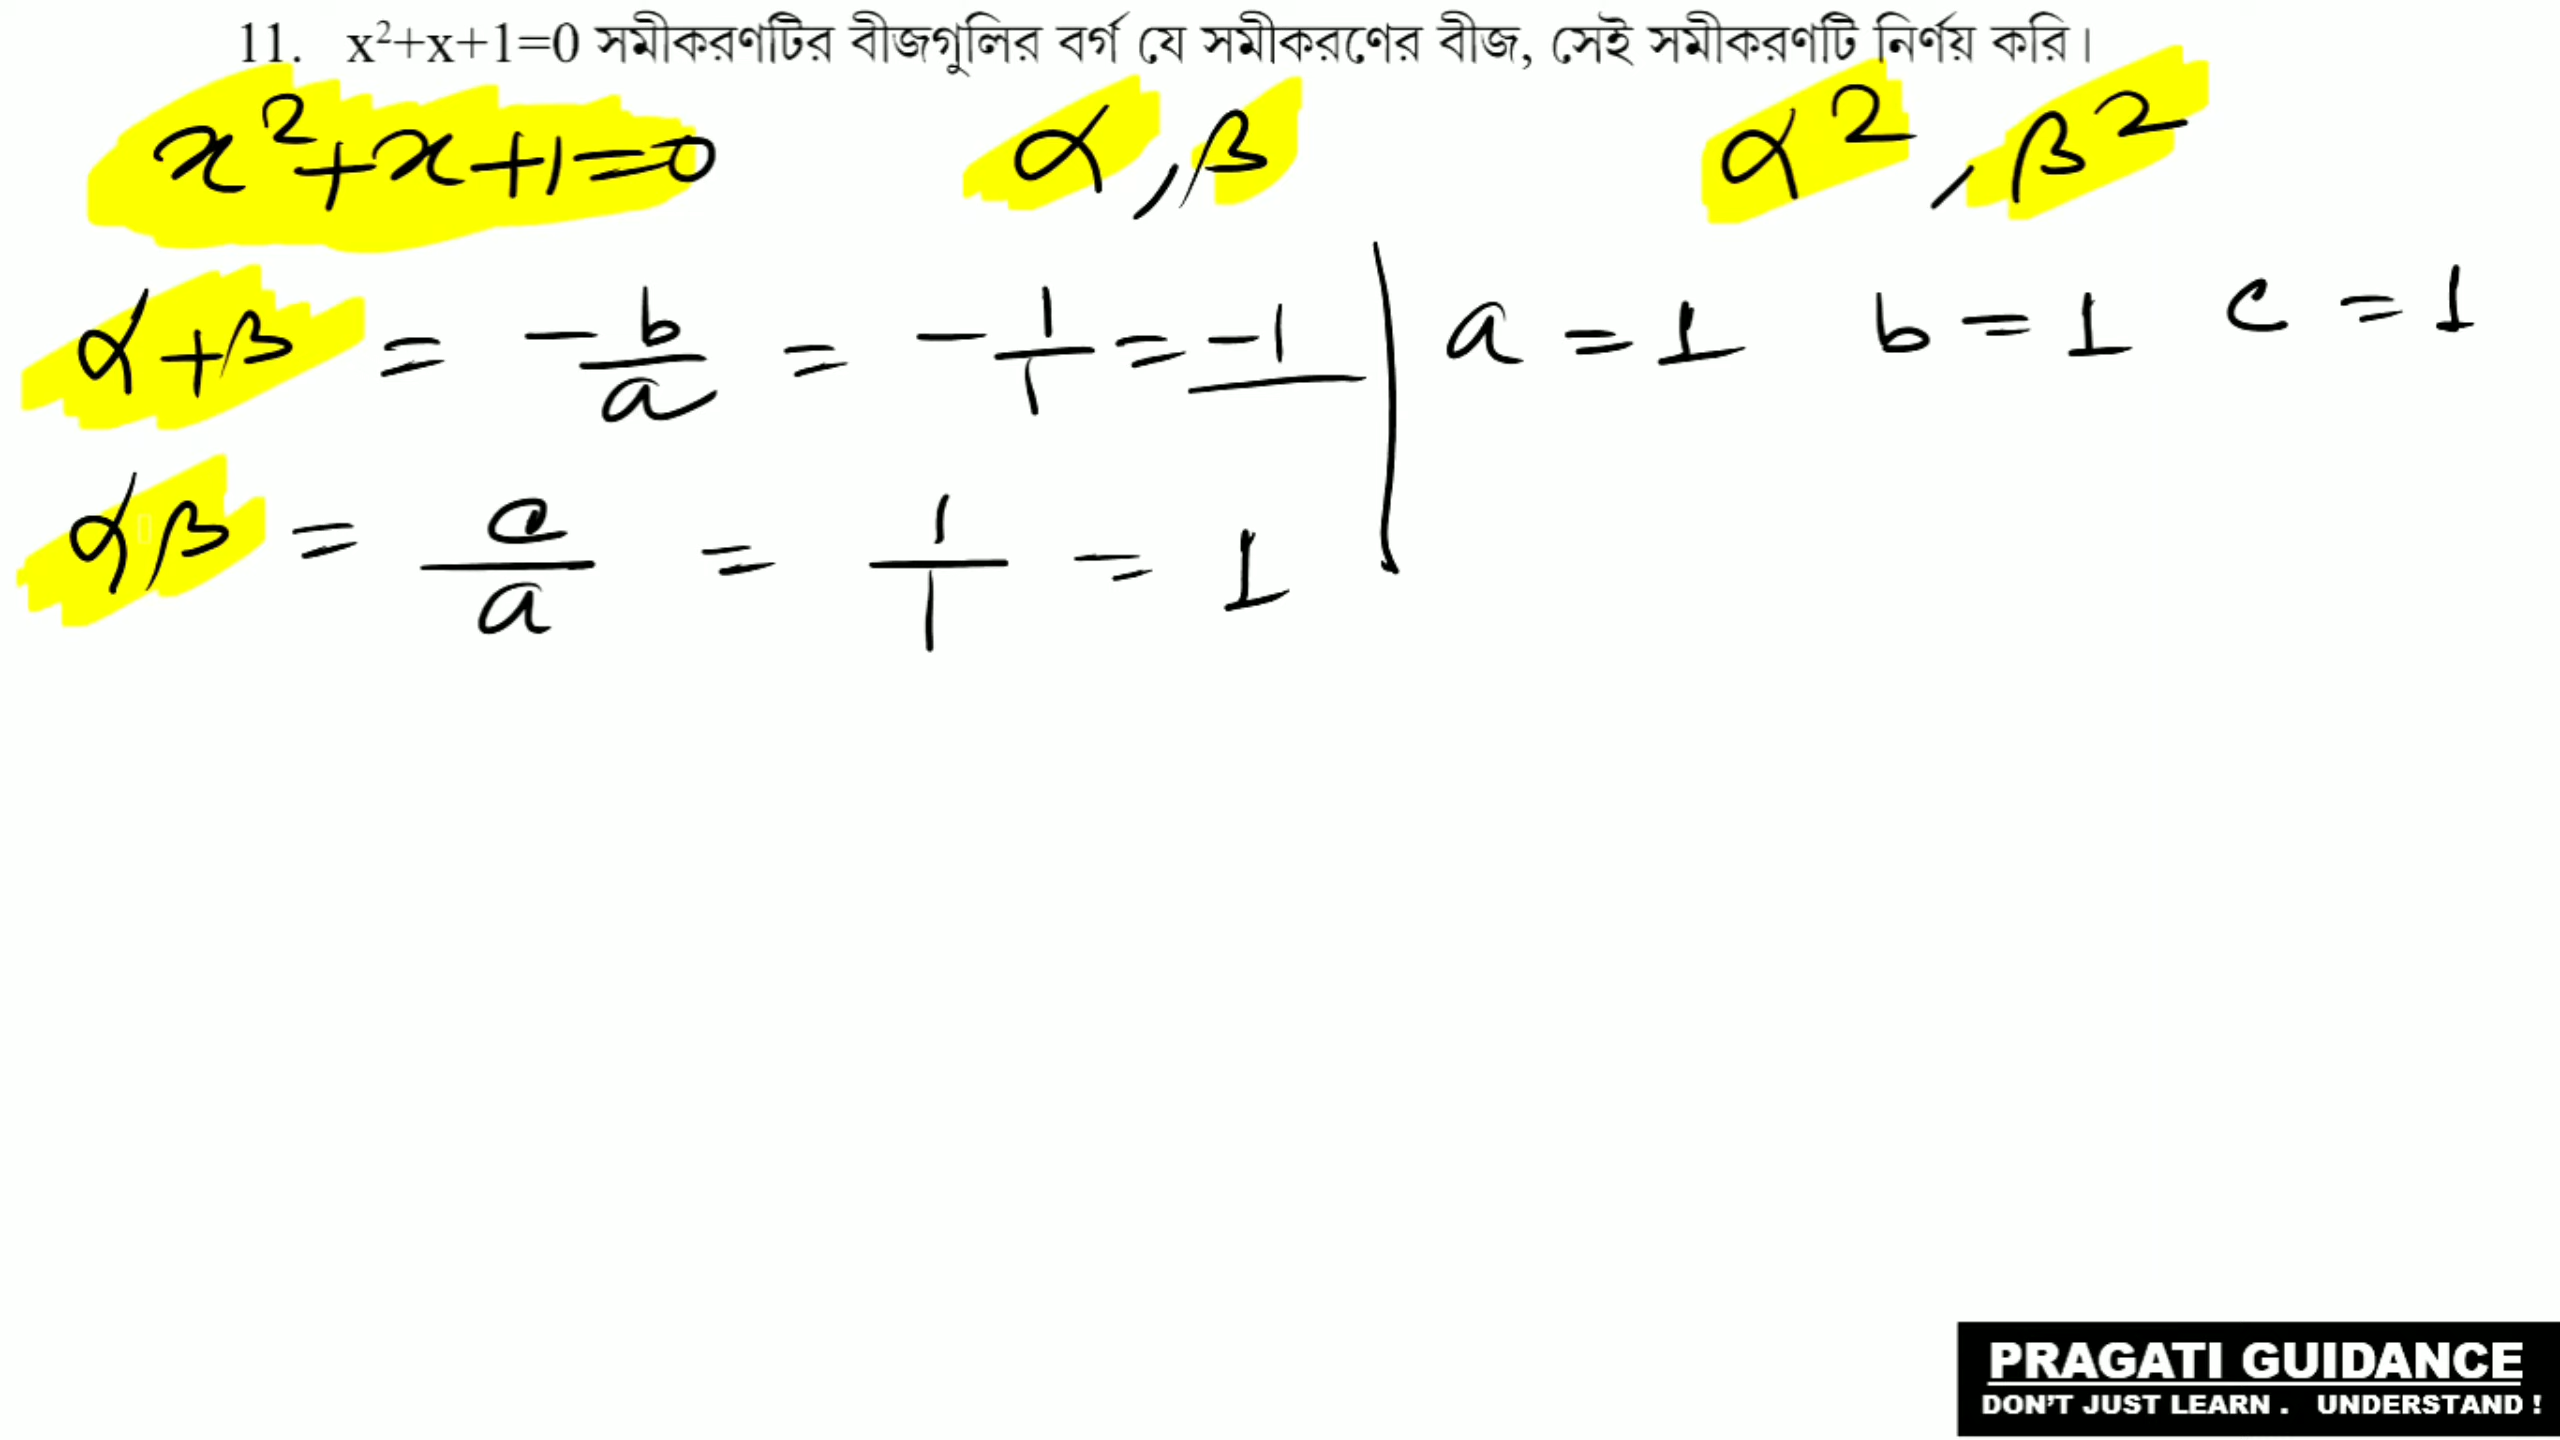 11. x²+x+1=0 সমীকরণটির বীজগুলির বর্গ যে সমীকরণের বীজ, সেই সমীকরণটি নির্ণয় করি।
x²+x+1=0 α,β α²,β²
α+β = -b/a = -1/1 = -1 a = 1 b = 1 c = 1
αβ = c/a = 1/1 = 1
PRAGATI GUIDANCE
DON'T JUST LEARN . UNDERSTAND !